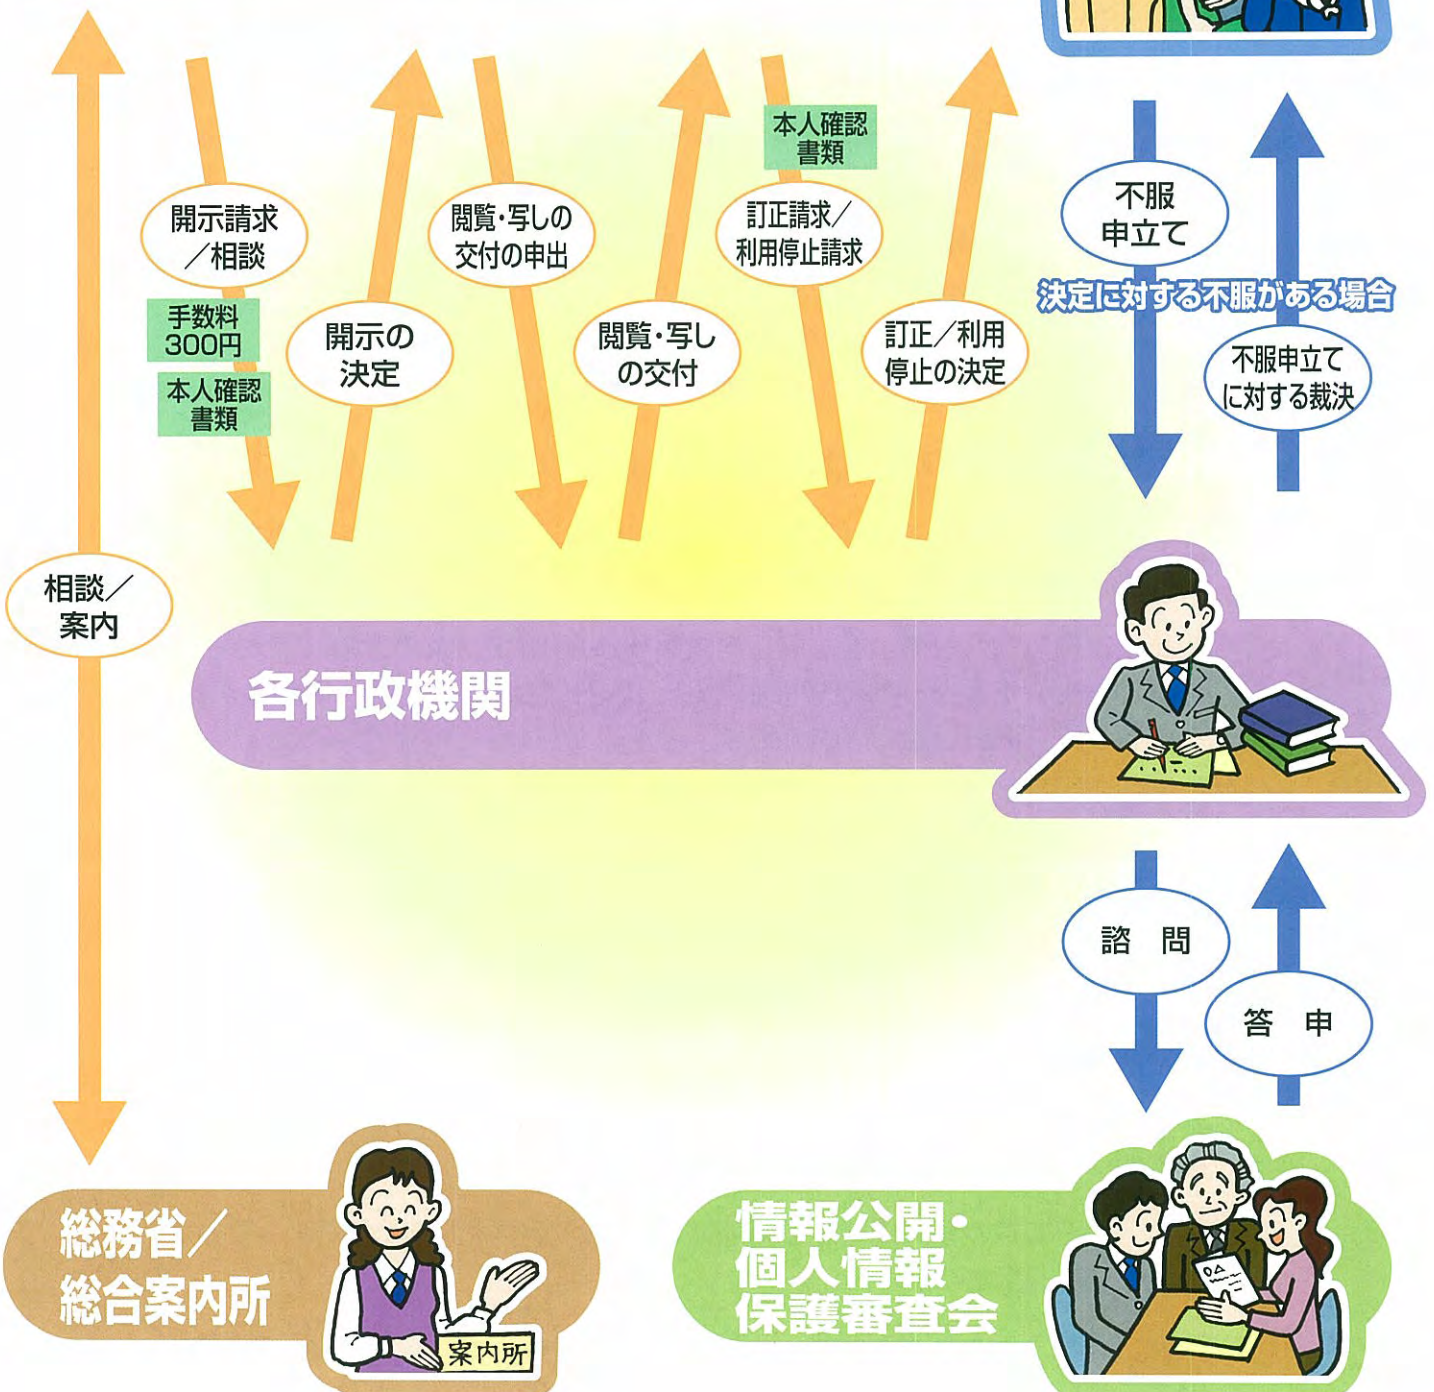 本人確認
書類
開示請求
／相談
閲覧・写しの
交付の申出
訂正請求／
利用停止請求
不服
申立て
決定に対する不服がある場合
手数料
300円
本人確認
書類
開示の
決定
閲覧・写し
の交付
訂正／利用
停止の決定
不服申立て
に対する裁決
相談／
案内
各行政機関
諮　問
答　申
総務省／
総合案内所
案内所
情報公開・
個人情報
保護審査会